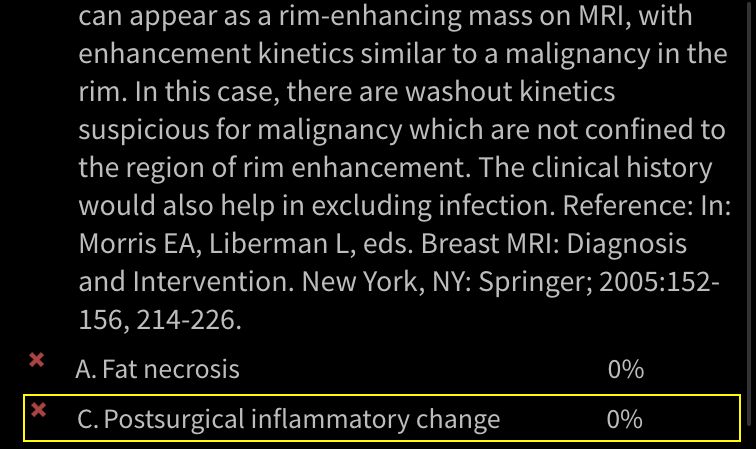 can appear as a rim-enhancing mass on MRI, with
enhancement kinetics similar to a malignancy in the
rim. In this case, there are washout kinetics
suspicious for malignancy which are not confined to
the region of rim enhancement. The clinical history
would also help in excluding infection. Reference: In:
Morris EA, Liberman L, eds. Breast MRI: Diagnosis
and Intervention. New York, NY: Springer; 2005:152-
156, 214-226.
A. Fat necrosis 0%
C. Postsurgical inflammatory change 0%